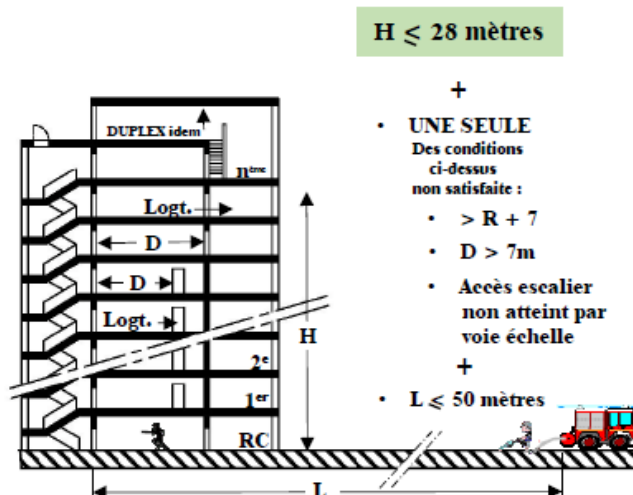 H ⩽ 28 mètres
+
• UNE SEULE
Des conditions
ci-dessus
non satisfaite :
• > R + 7
• D > 7m
• Accès escalier
non atteint par
voie échelle
+
• L ⩽ 50 mètres
DUPLEX idem
nème
Logt.
D
D
Logt.
H
2e
1er
RC
L